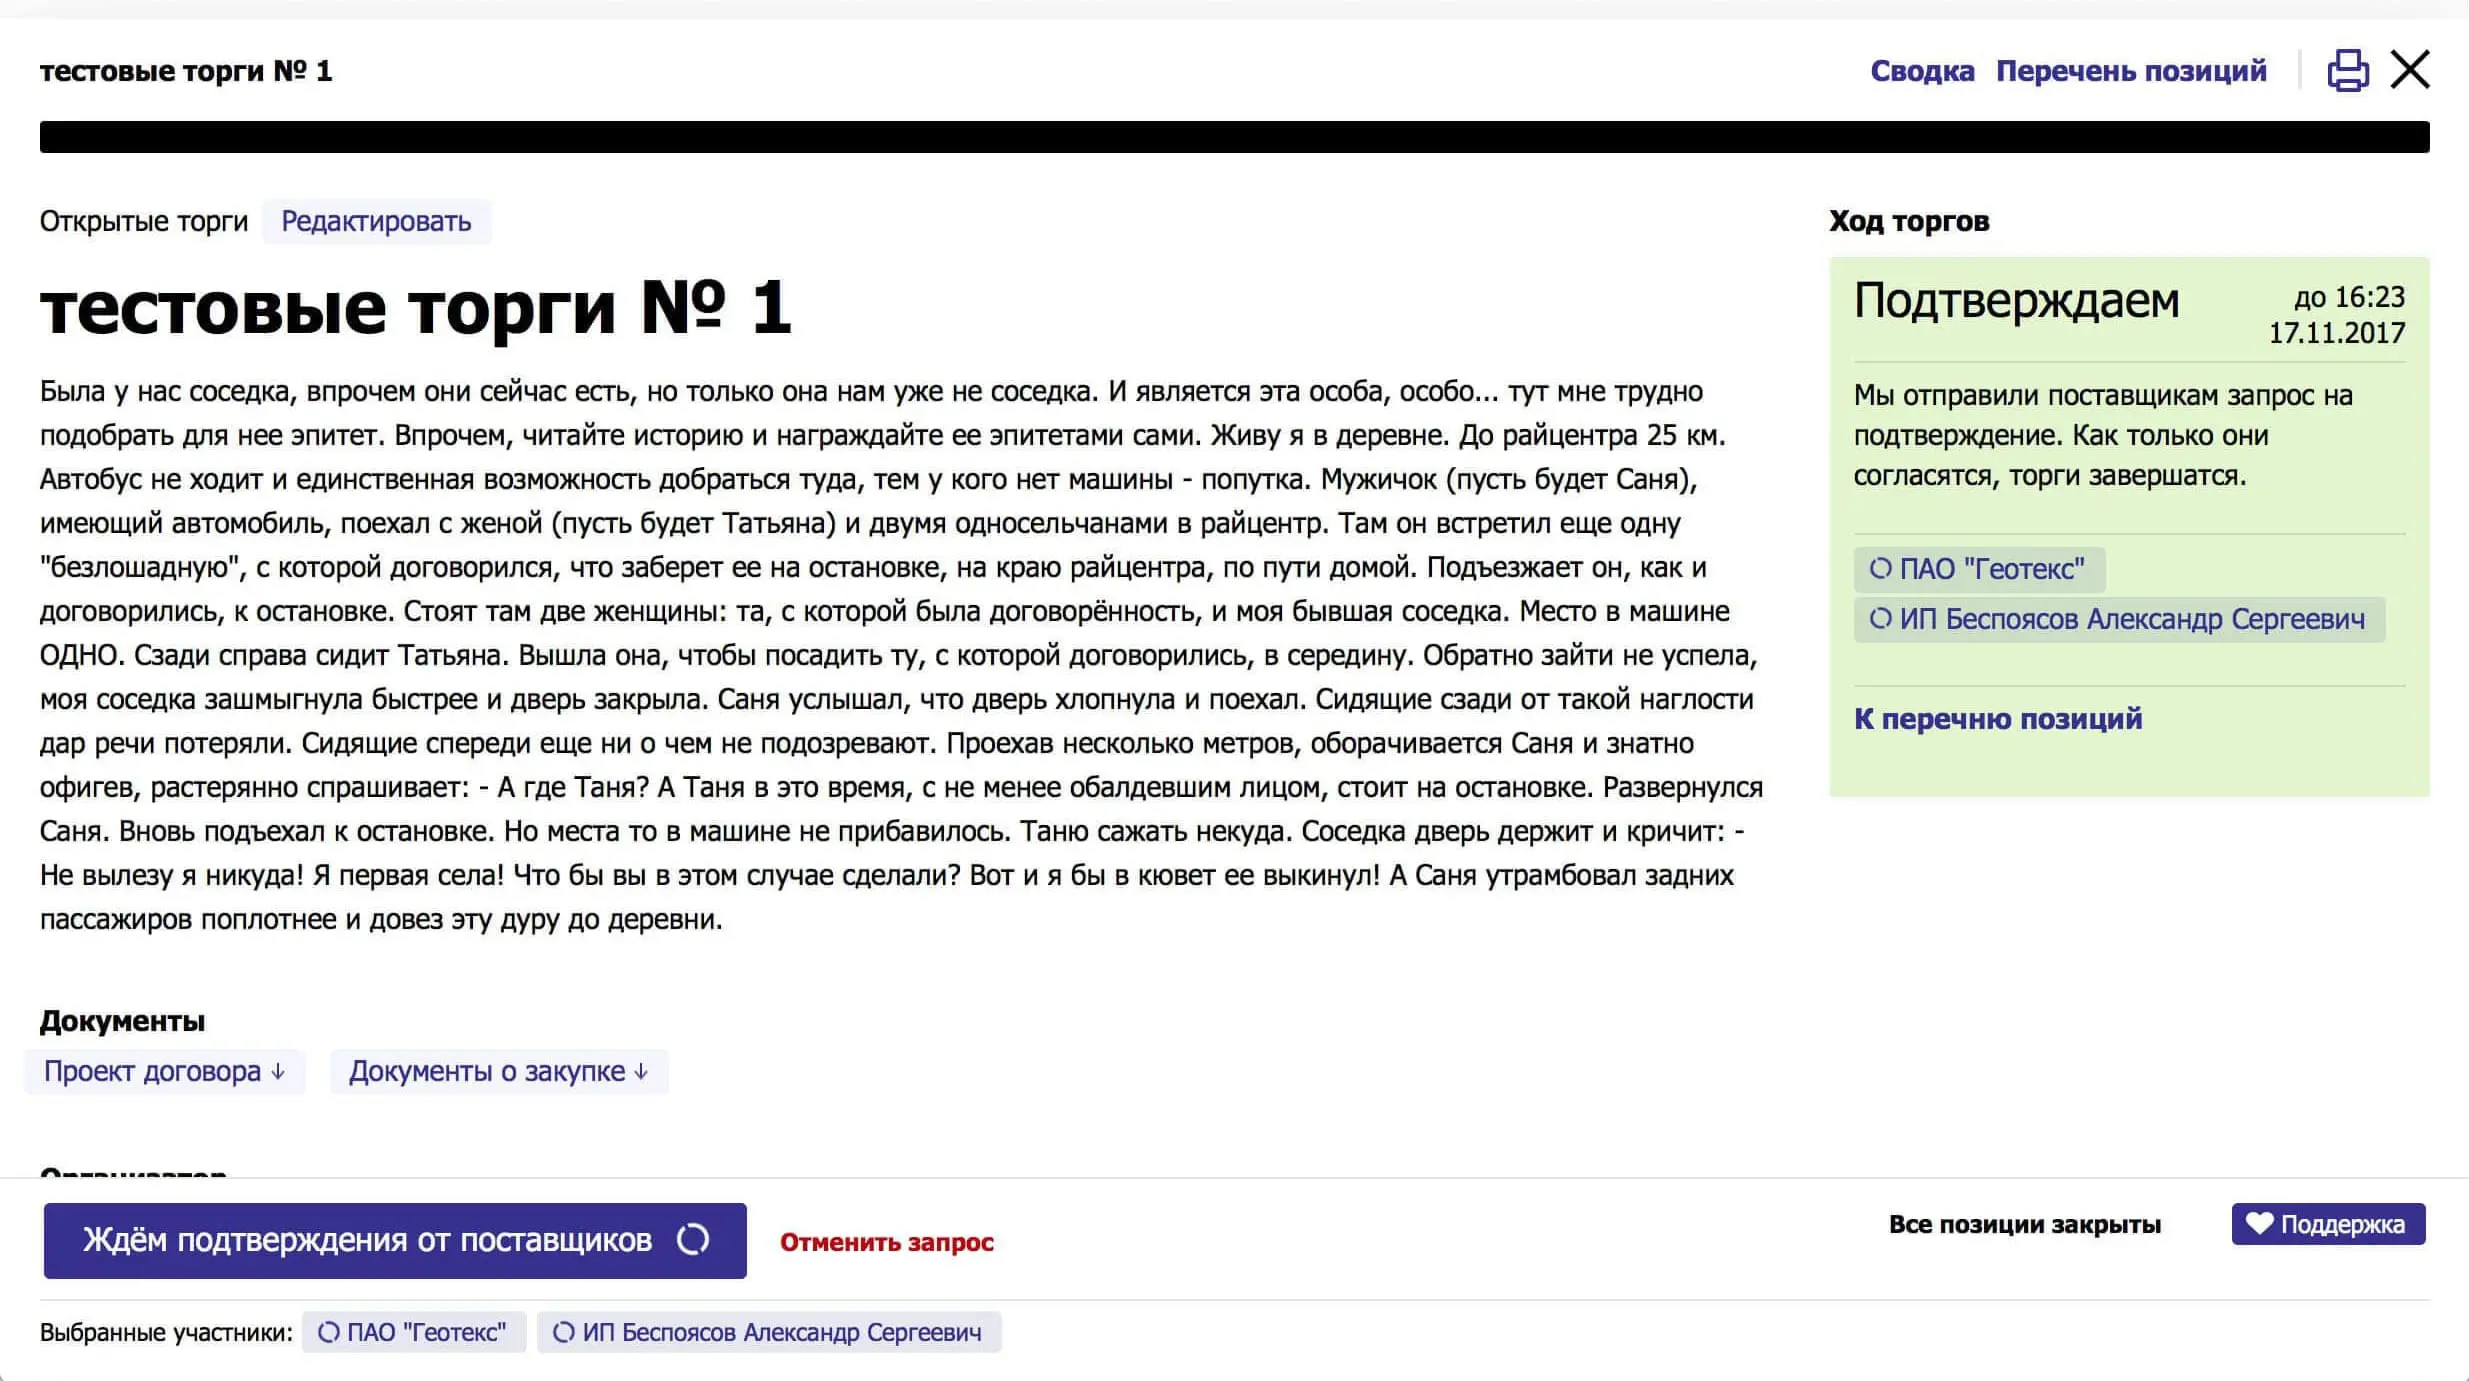 тестовые торги № 1
Сводка Перечень позиций
Открытые торги Редактировать
тестовые торги № 1
Была у нас соседка, впрочем они сейчас есть, но только она нам уже не соседка. И является эта особа, особо... тут мне трудно
подобрать для нее эпитет. Впрочем, читайте историю и награждайте ее эпитетами сами. Живу я в деревне. До райцентра 25 км.
Автобус не ходит и единственная возможность добраться туда, тем у кого нет машины - попутка. Мужичок (пусть будет Саня),
имеющий автомобиль, поехал с женой (пусть будет Татьяна) и двумя односельчанами в райцентр. Там он встретил еще одну
"безлошадную", с которой договорился, что заберет ее на остановке, на краю райцентра, по пути домой. Подъезжает он, как и
договорились, к остановке. Стоят там две женщины: та, с которой была договорённость, и моя бывшая соседка. Место в машине
ОДНО. Сзади справа сидит Татьяна. Вышла она, чтобы посадить ту, с которой договорились, в середину. Обратно зайти не успела,
моя соседка зашмыгнула быстрее и дверь закрыла. Саня услышал, что дверь хлопнула и поехал. Сидящие сзади от такой наглости
дар речи потеряли. Сидящие спереди еще ни о чем не подозревают. Проехав несколько метров, оборачивается Саня и знатно
офигев, растерянно спрашивает: - А где Таня? А Таня в это время, с не менее обалдевшим лицом, стоит на остановке. Развернулся
Саня. Вновь подъехал к остановке. Но места то в машине не прибавилось. Таню сажать некуда. Соседка дверь держит и кричит: -
Не вылезу я никуда! Я первая села! Что бы вы в этом случае сделали? Вот и я бы в кювет ее выкинул! А Саня утрамбовал задних
пассажиров поплотнее и довез эту дуру до деревни.
Документы
Проект договора ↓ Документы о закупке ↓
Организатор
Ход торгов
Подтверждаем до 16:23
17.11.2017
Мы отправили поставщикам запрос на
подтверждение. Как только они
согласятся, торги завершатся.
ПАО "Геотекс"
ИП Беспоясов Александр Сергеевич
К перечню позиций
Ждём подтверждения от поставщиков Отменить запрос
Все позиции закрыты Поддержка
Выбранные участники: ПАО "Геотекс" ИП Беспоясов Александр Сергеевич